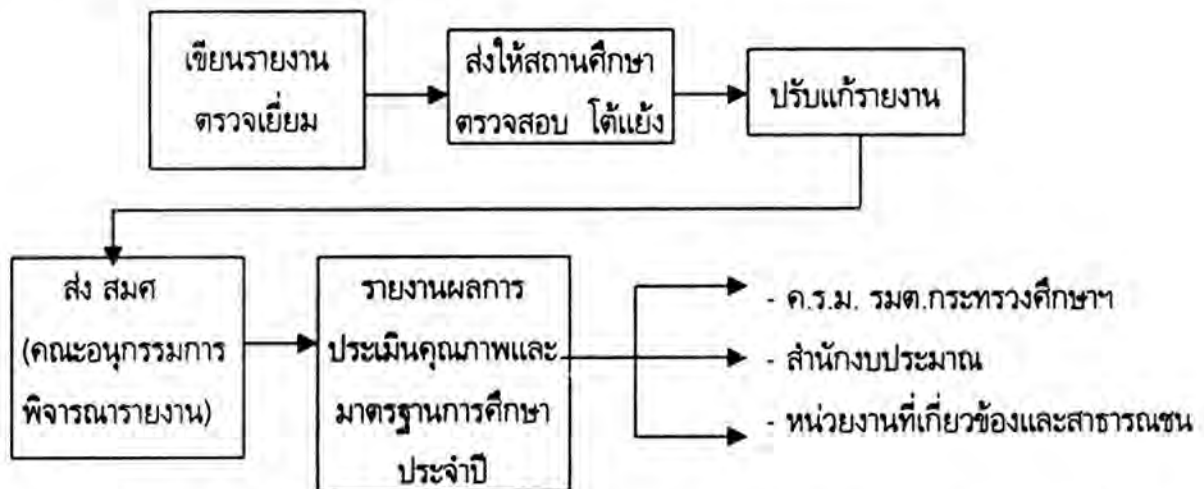 เขียนรายงาน
ตรวจเยี่ยม
ส่งให้สถานศึกษา
ตรวจสอบ โต้แย้ง
ปรับแก้รายงาน
ส่ง สมศ
(คณะอนุกรรมการ
พิจารณารายงาน)
รายงานผลการ
ประเมินคุณภาพและ
มาตรฐานการศึกษา
ประจำปี
- ค.ร.ม. รมต.กระทรวงศึกษาฯ
- สำนักงบประมาณ
- หน่วยงานที่เกี่ยวข้องและสาธารณชน